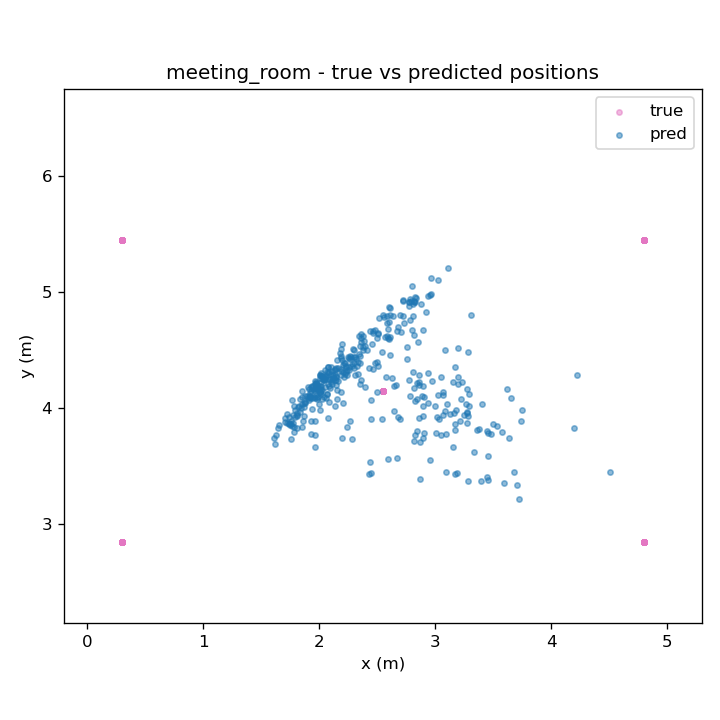 meeting_room - true vs predicted positions
true
pred
6
5
4
3
y (m)
0 1 2 3 4 5
x (m)